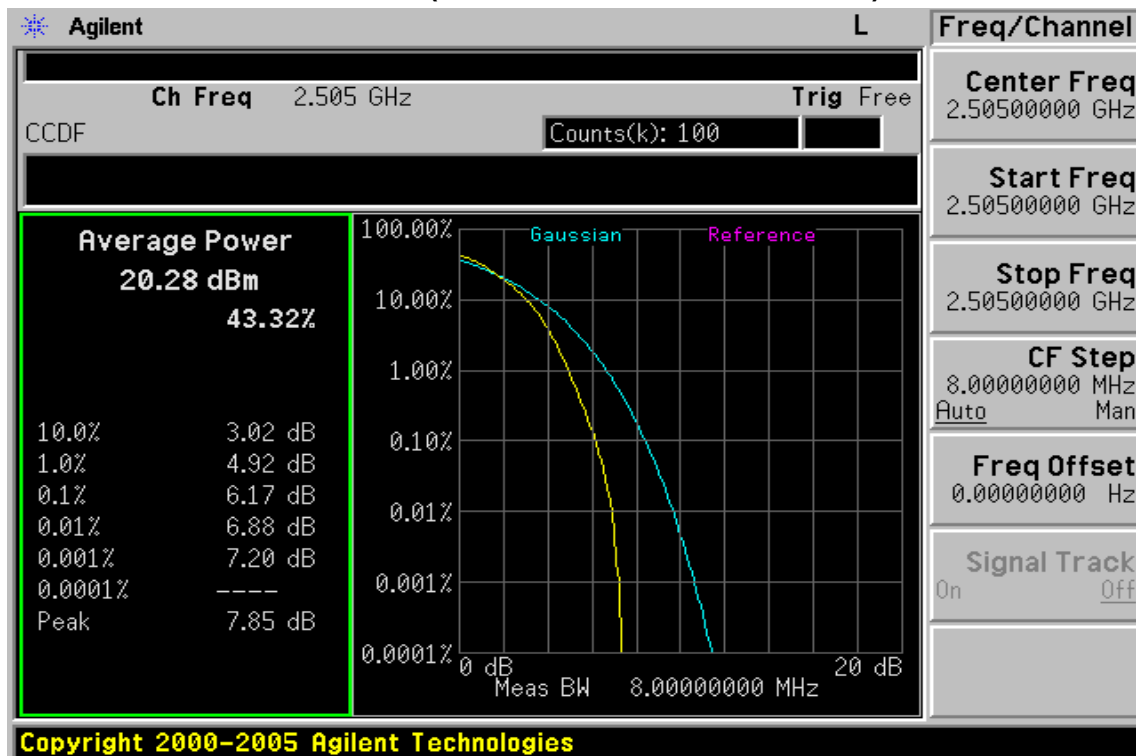 Agilent L Freq/Channel
Ch Freq 2.505 GHz Trig Free
CCDF Counts(k): 100
Center Freq
2.50500000 GHz
Start Freq
2.50500000 GHz
Stop Freq
2.50500000 GHz
CF Step
8.00000000 MHz
Auto Man
Freq Offset
0.00000000 Hz
Signal Track
On Off
Average Power
20.28 dBm
43.32%
10.0% 3.02 dB
1.0% 4.92 dB
0.1% 6.17 dB
0.01% 6.88 dB
0.001% 7.20 dB
0.0001% ----
Peak 7.85 dB
Gaussian Reference
100.00%
10.00%
1.00%
0.10%
0.01%
0.001%
0.0001%
0 dB 20 dB
Meas BW 8.00000000 MHz
Copyright 2000-2005 Agilent Technologies